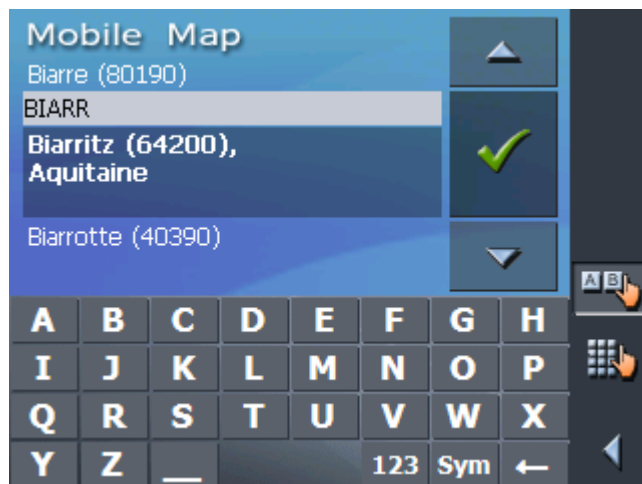 Mobile Map
Biarre (80190)
BIARR
Biarritz (64200),
Aquitaine
Biarrotte (40390)
A B
A B C D E F G H
I J K L M N O P
Q R S T U V W X
Y Z _ 123 Sym ←